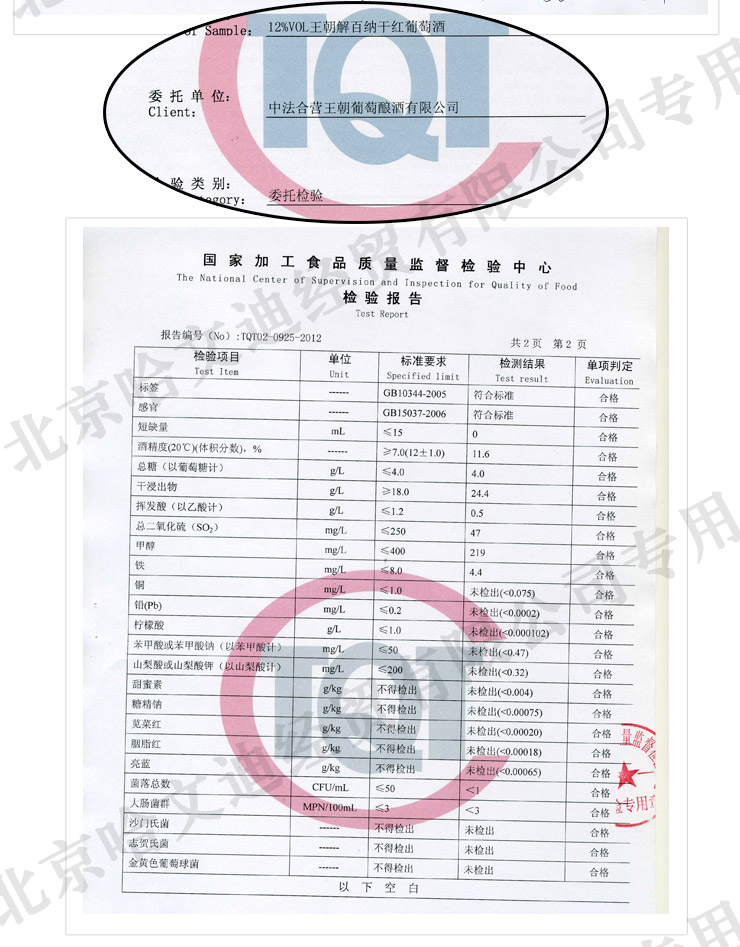 of Sample: 12%VOL王朝解百纳干红葡萄酒
委托单位:
Client: 中法合营王朝葡萄酿酒有限公司
验类别:
egory: 委托检验
国家加工食品质量监督检验中心
The National Center of Supervision and Inspection for Quality of Food
检验报告
Test Report
报告编号(No):TQT02-0925-2012 共2页 第2页
检验项目 单位 标准要求 检测结果 单项判定
Test Item Unit Specified limit Test result Evaluation
标签 ------ GB10344-2005 符合标准 合格
感官 ------ GB15037-2006 符合标准 合格
短缺量 mL ≤15 0 合格
酒精度(20℃)(体积分数), % ------ ≥7.0(12±1.0) 11.6 合格
总糖(以葡萄糖计) g/L ≤4.0 4.0 合格
干浸出物 g/L ≥18.0 24.4 合格
挥发酸(以乙酸计) g/L ≤1.2 0.5 合格
总二氧化硫(SO₂) mg/L ≤250 47 合格
甲醇 mg/L ≤400 219 合格
铁 mg/L ≤8.0 4.4 合格
铜 mg/L ≤1.0 未检出(<0.075) 合格
铅(Pb) mg/L ≤0.2 未检出(<0.0002) 合格
柠檬酸 g/L ≤1.0 未检出(<0.000102) 合格
苯甲酸或苯甲酸钠(以苯甲酸计) mg/L ≤50 未检出(<0.47) 合格
山梨酸或山梨酸钾(以山梨酸计) mg/L ≤200 未检出(<0.32) 合格
甜蜜素 g/kg 不得检出 未检出(<0.004) 合格
糖精钠 g/kg 不得检出 未检出(<0.00075) 合格
苋菜红 g/kg 不得检出 未检出(<0.00020) 合格
胭脂红 g/kg 不得检出 未检出(<0.00018) 合格
亮蓝 g/kg 不得检出 未检出(<0.00065) 合格
菌落总数 CFU/mL ≤50 <1 合格
大肠菌群 MPN/100mL ≤3 <3 合格
沙门氏菌 ------ 不得检出 未检出 合格
志贺氏菌 ------ 不得检出 未检出 合格
金黄色葡萄球菌 ------ 不得检出 未检出 合格
以下空白
TQT
TQT
量监督
专用章
北京哈文迪经贸有限公司专用
北京哈文迪经贸有限公司专用